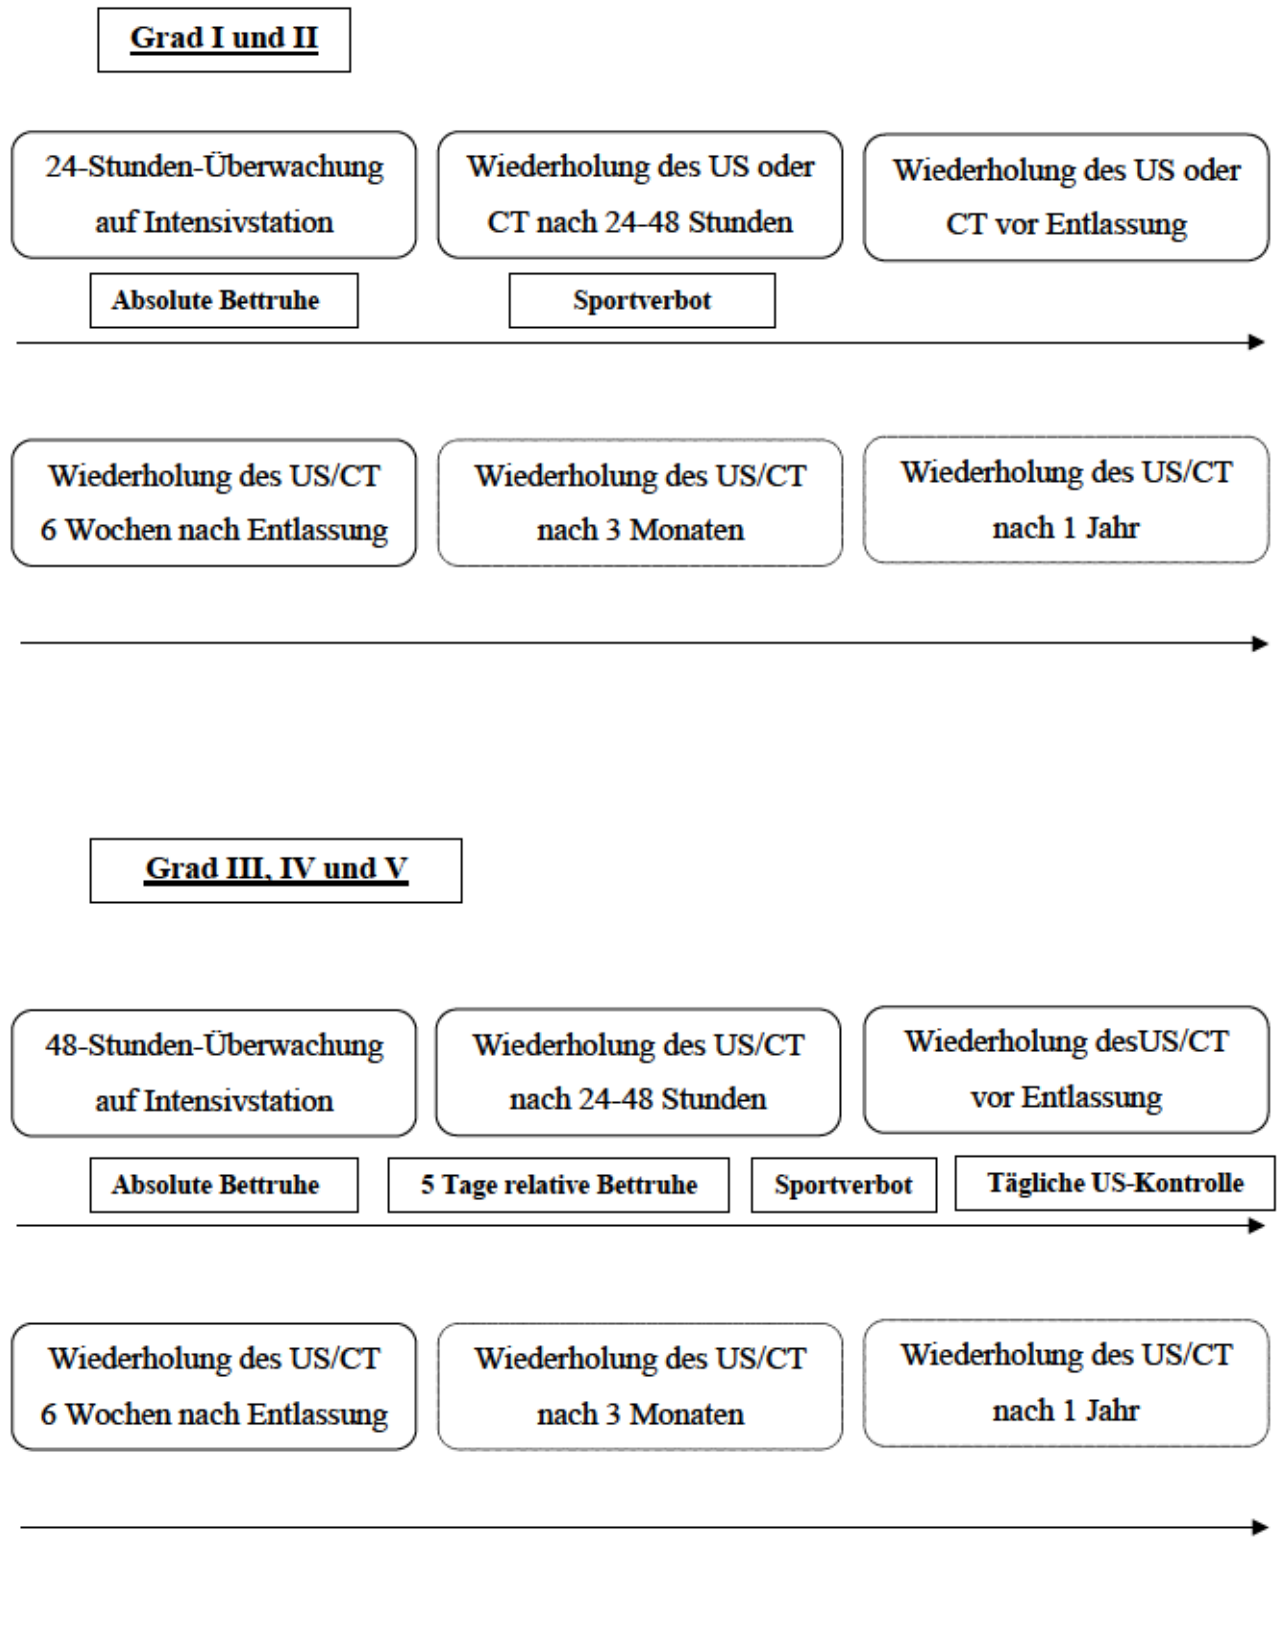 Grad I und II
24-Stunden-Überwachung
auf Intensivstation
Wiederholung des US oder
CT nach 24-48 Stunden
Wiederholung des US oder
CT vor Entlassung
Absolute Bettruhe
Sportverbot
Wiederholung des US/CT
6 Wochen nach Entlassung
Wiederholung des US/CT
nach 3 Monaten
Wiederholung des US/CT
nach 1 Jahr
Grad III, IV und V
48-Stunden-Überwachung
auf Intensivstation
Wiederholung des US/CT
nach 24-48 Stunden
Wiederholung desUS/CT
vor Entlassung
Absolute Bettruhe
5 Tage relative Bettruhe
Sportverbot
Tägliche US-Kontrolle
Wiederholung des US/CT
6 Wochen nach Entlassung
Wiederholung des US/CT
nach 3 Monaten
Wiederholung des US/CT
nach 1 Jahr